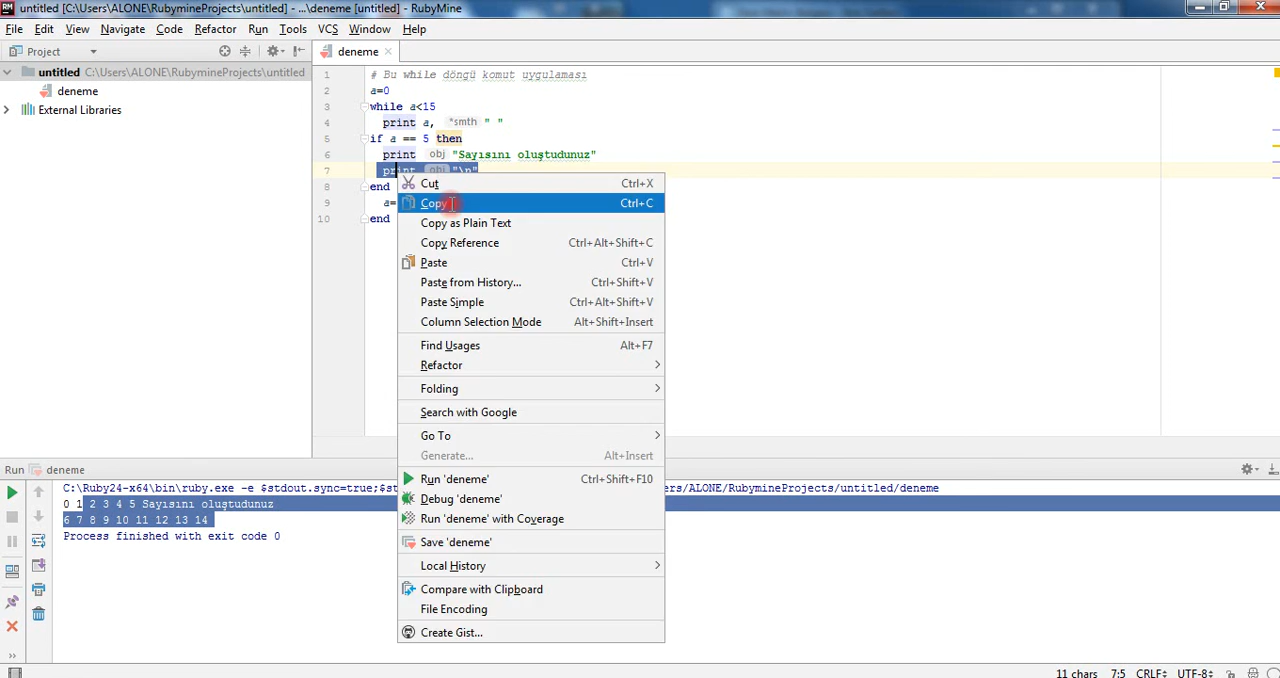 RM untitled [C:\Users\ALONE\RubymineProjects\untitled] - ...\deneme [untitled] - RubyMine
File Edit View Navigate Code Refactor Run Tools VCS Window Help
Project
deneme
untitled C:\Users\ALONE\RubymineProjects\untitled
deneme
External Libraries
1 # Bu while döngü komut uygulaması
2 a=0
3 while a<15
4 print a, *smth " "
5 if a == 5 then
6 print obj "Sayısını oluştudunuz"
7 print obj "\n"
8 end
9 a=
10 end
Cut Ctrl+X
Copy Ctrl+C
Copy as Plain Text
Copy Reference Ctrl+Alt+Shift+C
Paste Ctrl+V
Paste from History... Ctrl+Shift+V
Paste Simple Ctrl+Alt+Shift+V
Column Selection Mode Alt+Shift+Insert
Find Usages Alt+F7
Refactor
Folding
Search with Google
Go To
Generate... Alt+Insert
Run 'deneme' Ctrl+Shift+F10
Debug 'deneme'
Run 'deneme' with Coverage
Save 'deneme'
Local History
Compare with Clipboard
File Encoding
Create Gist...
Run deneme
C:\Ruby24-x64\bin\ruby.exe -e $stdout.sync=true;$st ers/ALONE/RubymineProjects/untitled/deneme
0 1 2 3 4 5 Sayısını oluştudunuz
6 7 8 9 10 11 12 13 14
Process finished with exit code 0
11 chars 7:5 CRLF UTF-8